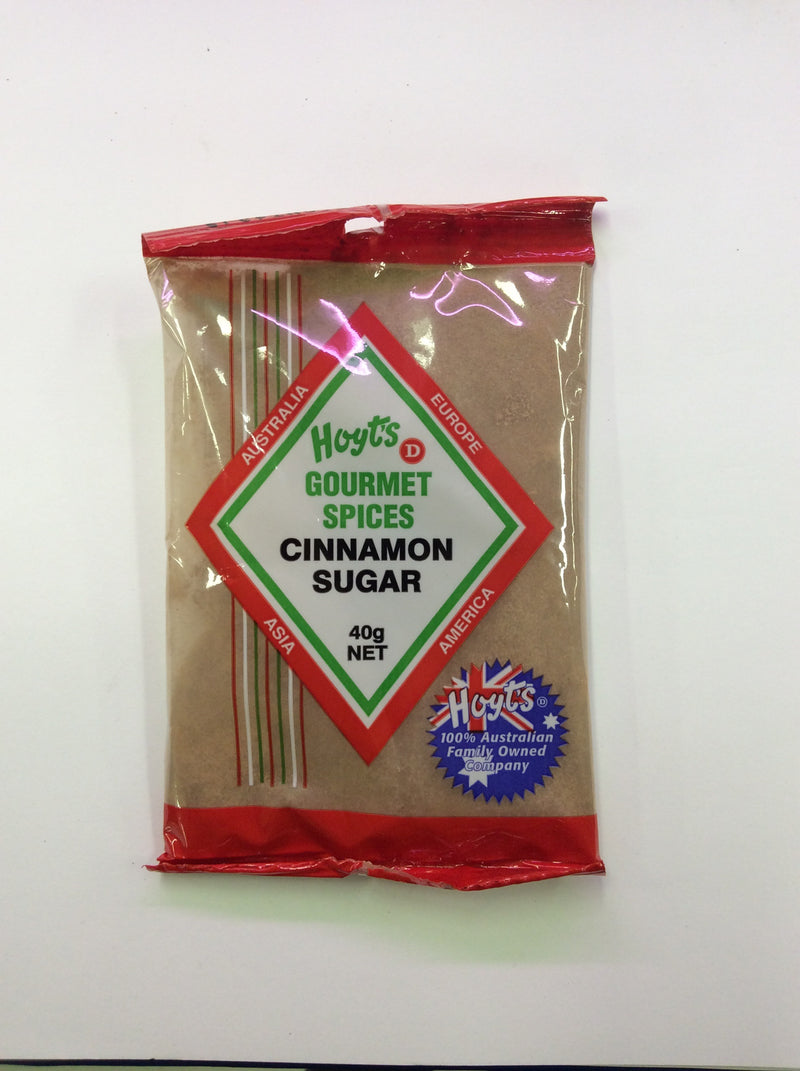 AUSTRALIA
EUROPE
Hoyt's D
GOURMET
SPICES
CINNAMON
SUGAR
40g
NET
ASIA
AMERICA
Hoyt's D
100% Australian
Family Owned
Company